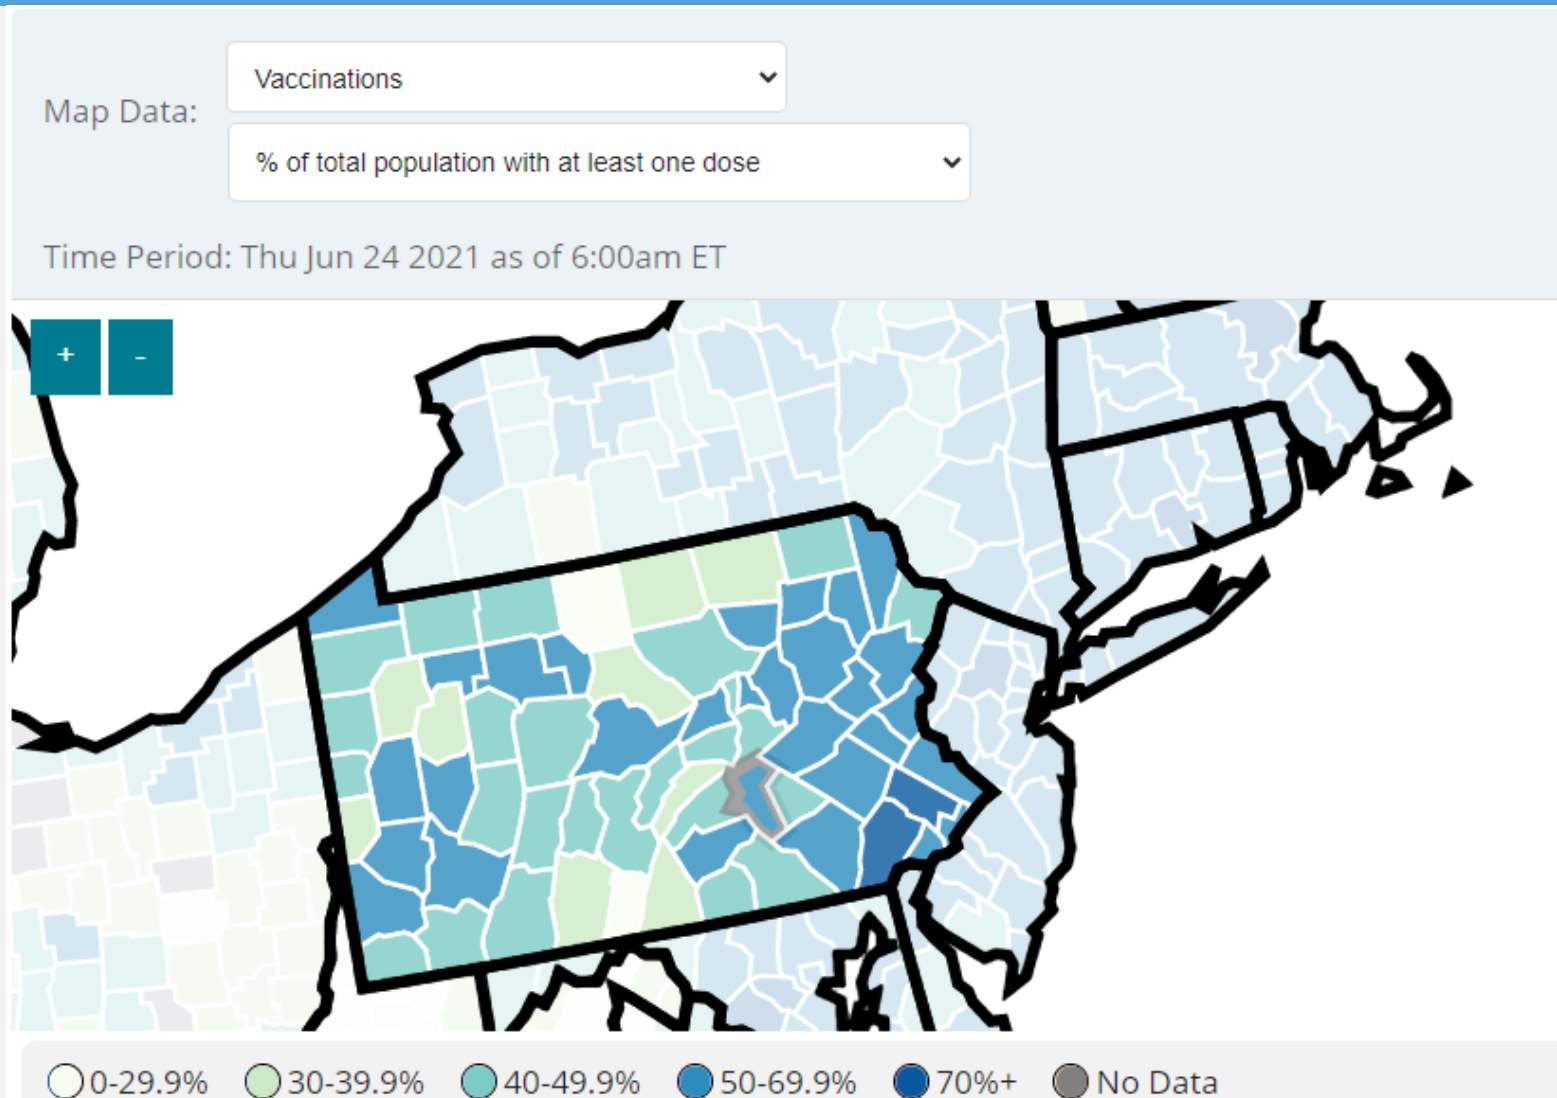 Vaccinations
Map Data:
% of total population with at least one dose
Time Period: Thu Jun 24 2021 as of 6:00am ET
+ -
0-29.9% 30-39.9% 40-49.9% 50-69.9% 70%+ No Data